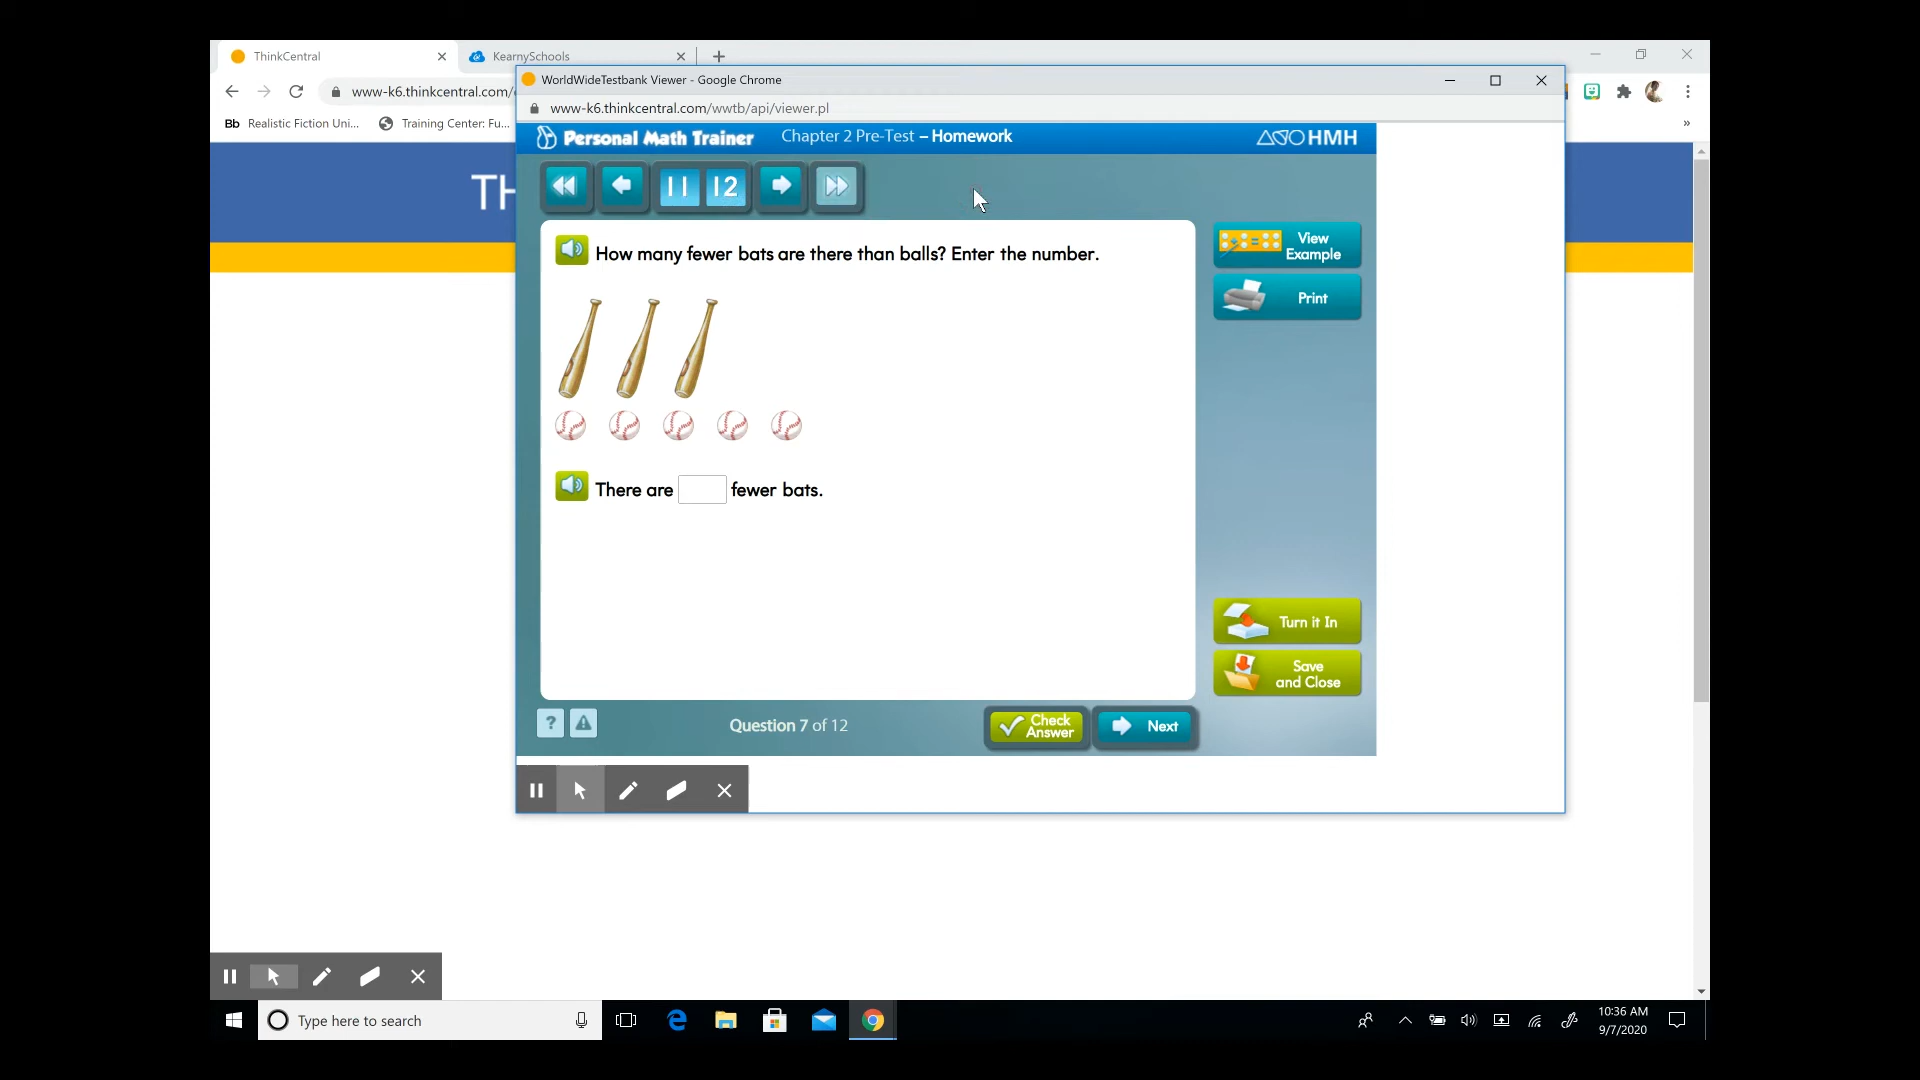 ThinkCentral
KearnySchools
WorldWideTestbank Viewer - Google Chrome
www-k6.thinkcentral.com/
www-k6.thinkcentral.com/wwtb/api/viewer.pl
Bb Realistic Fiction Uni...
Training Center: Fu...
»
Personal Math Trainer
Chapter 2 Pre-Test – Homework
HMH
TH
11 12
How many fewer bats are there than balls? Enter the number.
View
Example
Print
There are fewer bats.
Turn it In
Save
and Close
?
Question 7 of 12
Check
Answer
Next
Type here to search
10:36 AM
9/7/2020